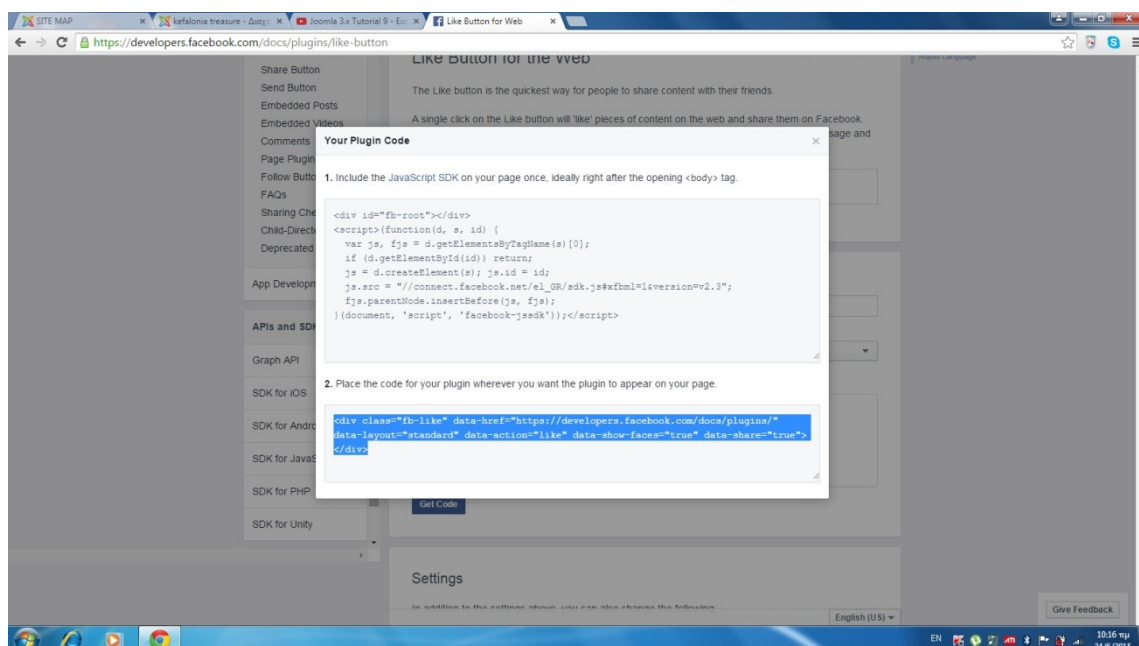 SITE MAP
kefalonia treasure - Διαχ
Joomla 3.x Tutorial 9 - Ex
Like Button for Web
https://developers.facebook.com/docs/plugins/like-button
Share Button
Send Button
Embedded Posts
Embedded Videos
Comments
Page Plugin
Follow Butto
FAQs
Sharing Che
Child-Directe
Deprecated
App Developm
APIs and SDK
Graph API
SDK for iOS
SDK for Andro
SDK for JavaS
SDK for PHP
SDK for Unity
Like Button for the Web
The Like button is the quickest way for people to share content with their friends.
A single click on the Like button will 'like' pieces of content on the web and share them on Facebook.
sage and
Your Plugin Code
1. Include the JavaScript SDK on your page once, ideally right after the opening <body> tag.
<div id="fb-root"></div>
<script>(function(d, s, id) {
var js, fjs = d.getElementsByTagName(s)[0];
if (d.getElementById(id)) return;
js = d.createElement(s); js.id = id;
js.src = "//connect.facebook.net/el_GR/sdk.js#xfbml=1&version=v2.3";
fjs.parentNode.insertBefore(js, fjs);
}(document, 'script', 'facebook-jssdk'));</script>
2. Place the code for your plugin wherever you want the plugin to appear on your page.
<div class="fb-like" data-href="https://developers.facebook.com/docs/plugins/"
data-layout="standard" data-action="like" data-show-faces="true" data-share="true">
</div>
Get Code
Settings
In addition to the settings above, you can also change the following:
English (US)
Give Feedback
EN
10:16 πμ
24/6/2015